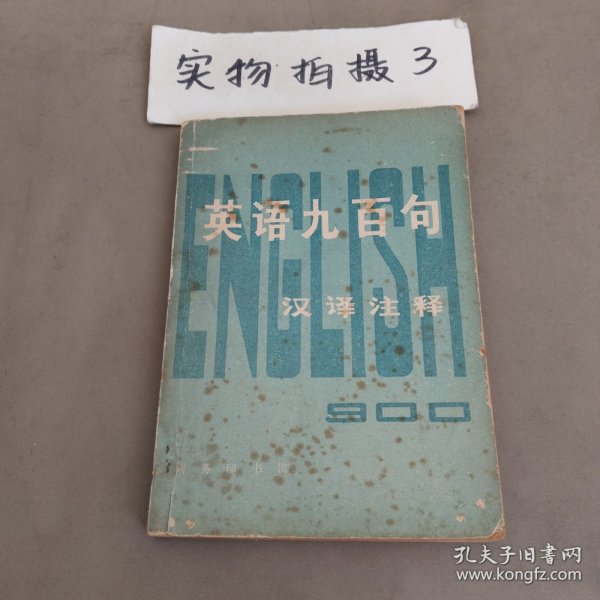 实物拍摄3
ENGLISH
英语九百句
汉译注释
900
商务印书馆
孔夫子旧书网
www.kongfz.com